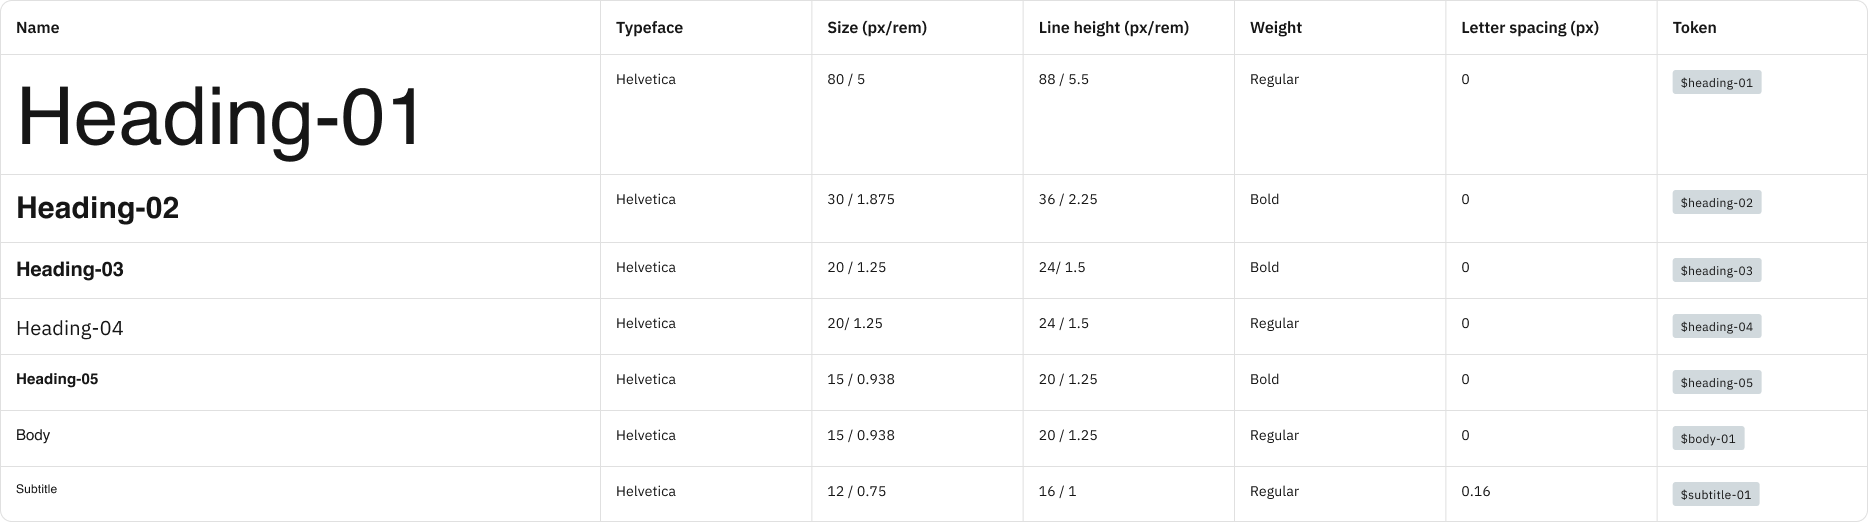 Name Typeface Size (px/rem) Line height (px/rem) Weight Letter spacing (px) Token
Heading-01 Helvetica 80 / 5 88 / 5.5 Regular 0 $heading-01
Heading-02 Helvetica 30 / 1.875 36 / 2.25 Bold 0 $heading-02
Heading-03 Helvetica 20 / 1.25 24/ 1.5 Bold 0 $heading-03
Heading-04 Helvetica 20/ 1.25 24 / 1.5 Regular 0 $heading-04
Heading-05 Helvetica 15 / 0.938 20 / 1.25 Bold 0 $heading-05
Body Helvetica 15 / 0.938 20 / 1.25 Regular 0 $body-01
Subtitle Helvetica 12 / 0.75 16 / 1 Regular 0.16 $subtitle-01